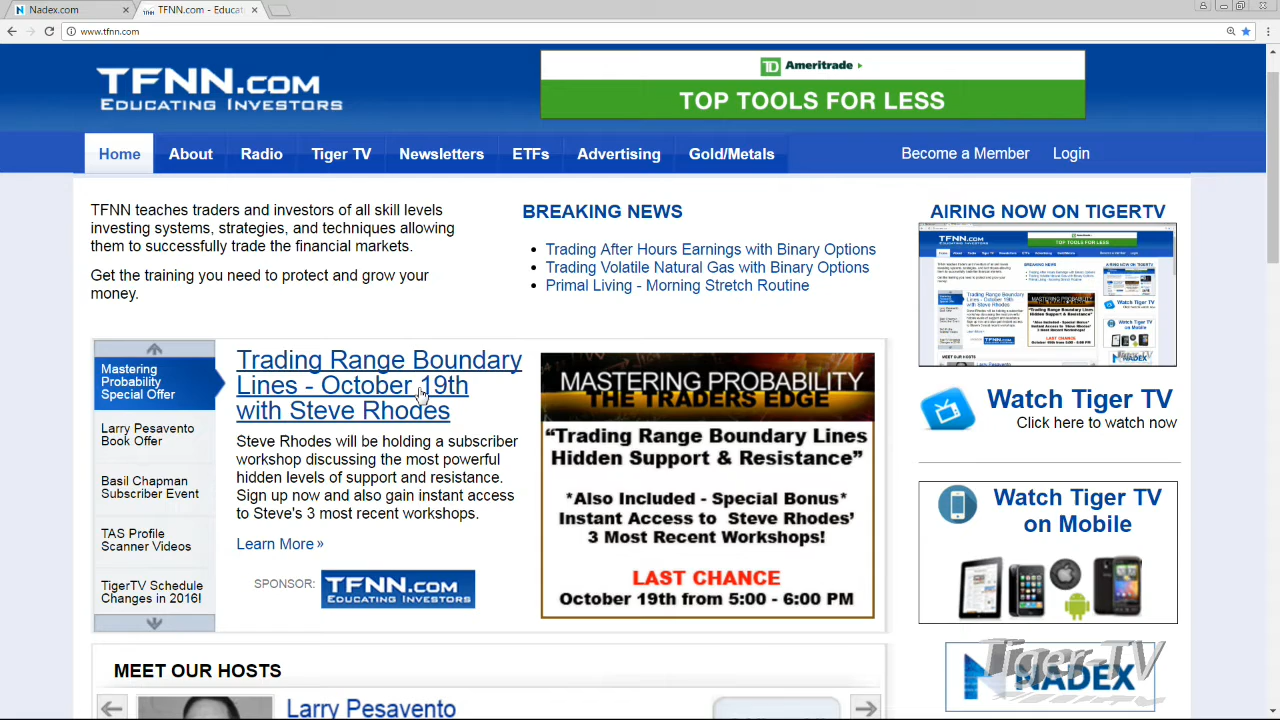 Nadex.com
TFNN.com - Educat
www.tfnn.com
TFNN.COM
EDUCATING INVESTORS
TD Ameritrade
TOP TOOLS FOR LESS
Home
About
Radio
Tiger TV
Newsletters
ETFs
Advertising
Gold/Metals
Become a Member
Login
TFNN teaches traders and investors of all skill levels
investing systems, strategies, and techniques allowing
them to successfully trade the financial markets.
Get the training you need to protect and grow your
money.
BREAKING NEWS
Trading After Hours Earnings with Binary Options
Trading Volatile Natural Gas with Binary Options
Primal Living - Morning Stretch Routine
AIRING NOW ON TIGERTV
Watch Tiger TV
Click here to watch now
Mastering
Probability
Special Offer
Larry Pesavento
Book Offer
Basil Chapman
Subscriber Event
TAS Profile
Scanner Videos
TigerTV Schedule
Changes in 2016!
Trading Range Boundary
Lines - October 19th
with Steve Rhodes
Steve Rhodes will be holding a subscriber
workshop discussing the most powerful
hidden levels of support and resistance.
Sign up now and also gain instant access
to Steve's 3 most recent workshops.
Learn More »
SPONSOR:
TFNN.COM
EDUCATING INVESTORS
MASTERING PROBABILITY
THE TRADERS EDGE
“Trading Range Boundary Lines
Hidden Support & Resistance”
*Also Included - Special Bonus*
Instant Access to Steve Rhodes’
3 Most Recent Workshops!
LAST CHANCE
October 19th from 5:00 - 6:00 PM
Watch Tiger TV
on Mobile
NADEX
Tiger-TV
MEET OUR HOSTS
Larry Pesavento